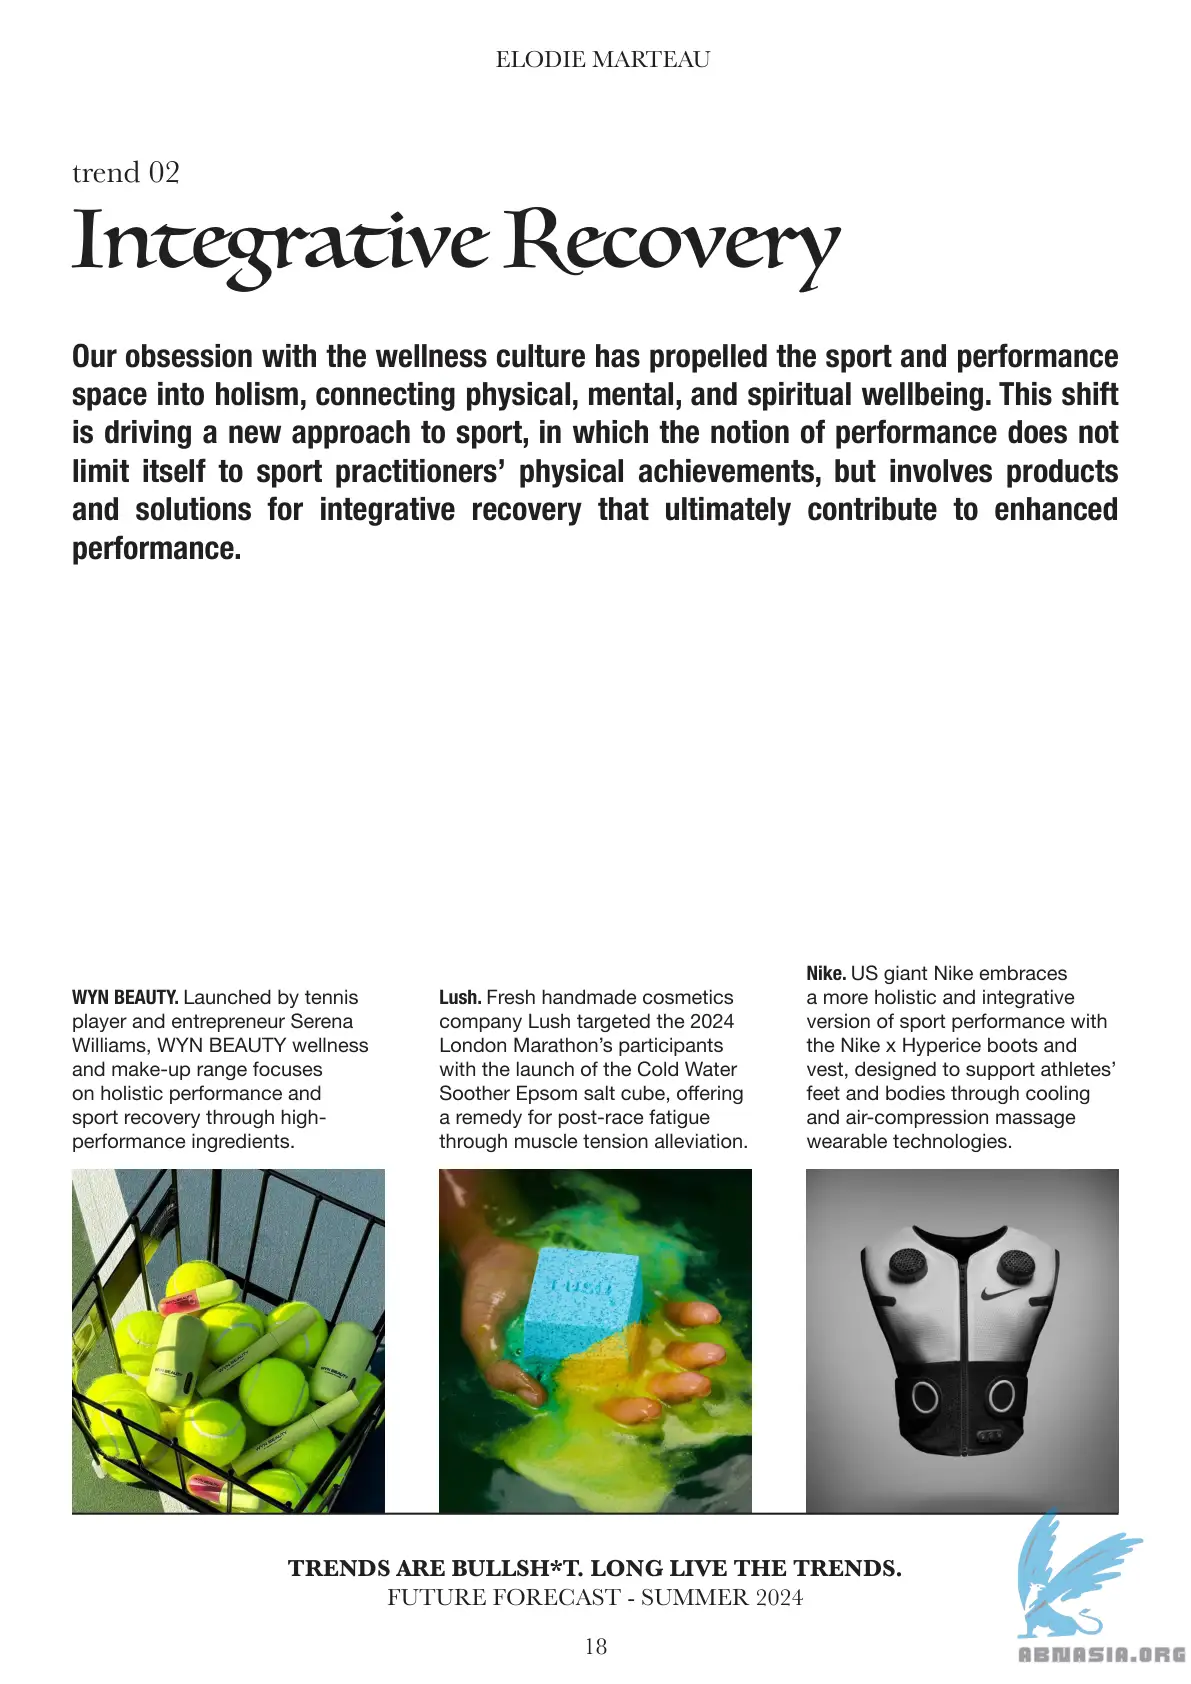 ELODIE MARTEAU
trend 02
Integrative Recovery
Our obsession with the wellness culture has propelled the sport and performance
space into holism, connecting physical, mental, and spiritual wellbeing. This shift
is driving a new approach to sport, in which the notion of performance does not
limit itself to sport practitioners’ physical achievements, but involves products
and solutions for integrative recovery that ultimately contribute to enhanced
performance.
WYN BEAUTY. Launched by tennis
player and entrepreneur Serena
Williams, WYN BEAUTY wellness
and make-up range focuses
on holistic performance and
sport recovery through high-
performance ingredients.
Lush. Fresh handmade cosmetics
company Lush targeted the 2024
London Marathon’s participants
with the launch of the Cold Water
Soother Epsom salt cube, offering
a remedy for post-race fatigue
through muscle tension alleviation.
Nike. US giant Nike embraces
a more holistic and integrative
version of sport performance with
the Nike x Hyperice boots and
vest, designed to support athletes’
feet and bodies through cooling
and air-compression massage
wearable technologies.
WYN BEAUTY
WYN BEAUTY
WYN BEAUTY
WYN BEAUTY
LUSH
TRENDS ARE BULLSH*T. LONG LIVE THE TRENDS.
FUTURE FORECAST - SUMMER 2024
18
ABNASIA.ORG